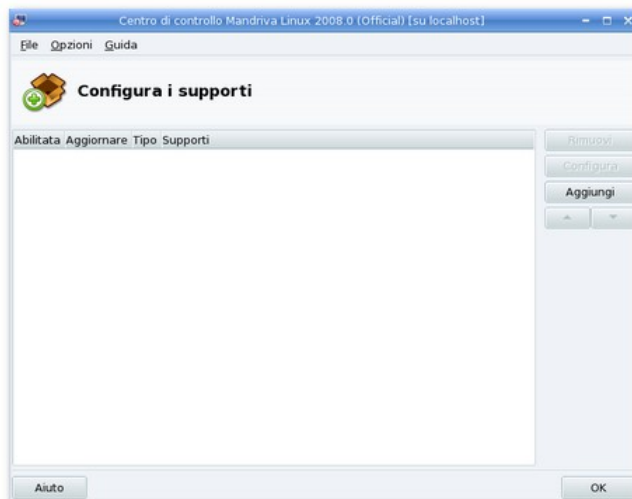 Centro di controllo Mandriva Linux 2008.0 (Official) [su localhost]
File Opzioni Guida
Configura i supporti
Abilitata Aggiornare Tipo Supporti
Rimuovi
Configura
Aggiungi
Aiuto
OK